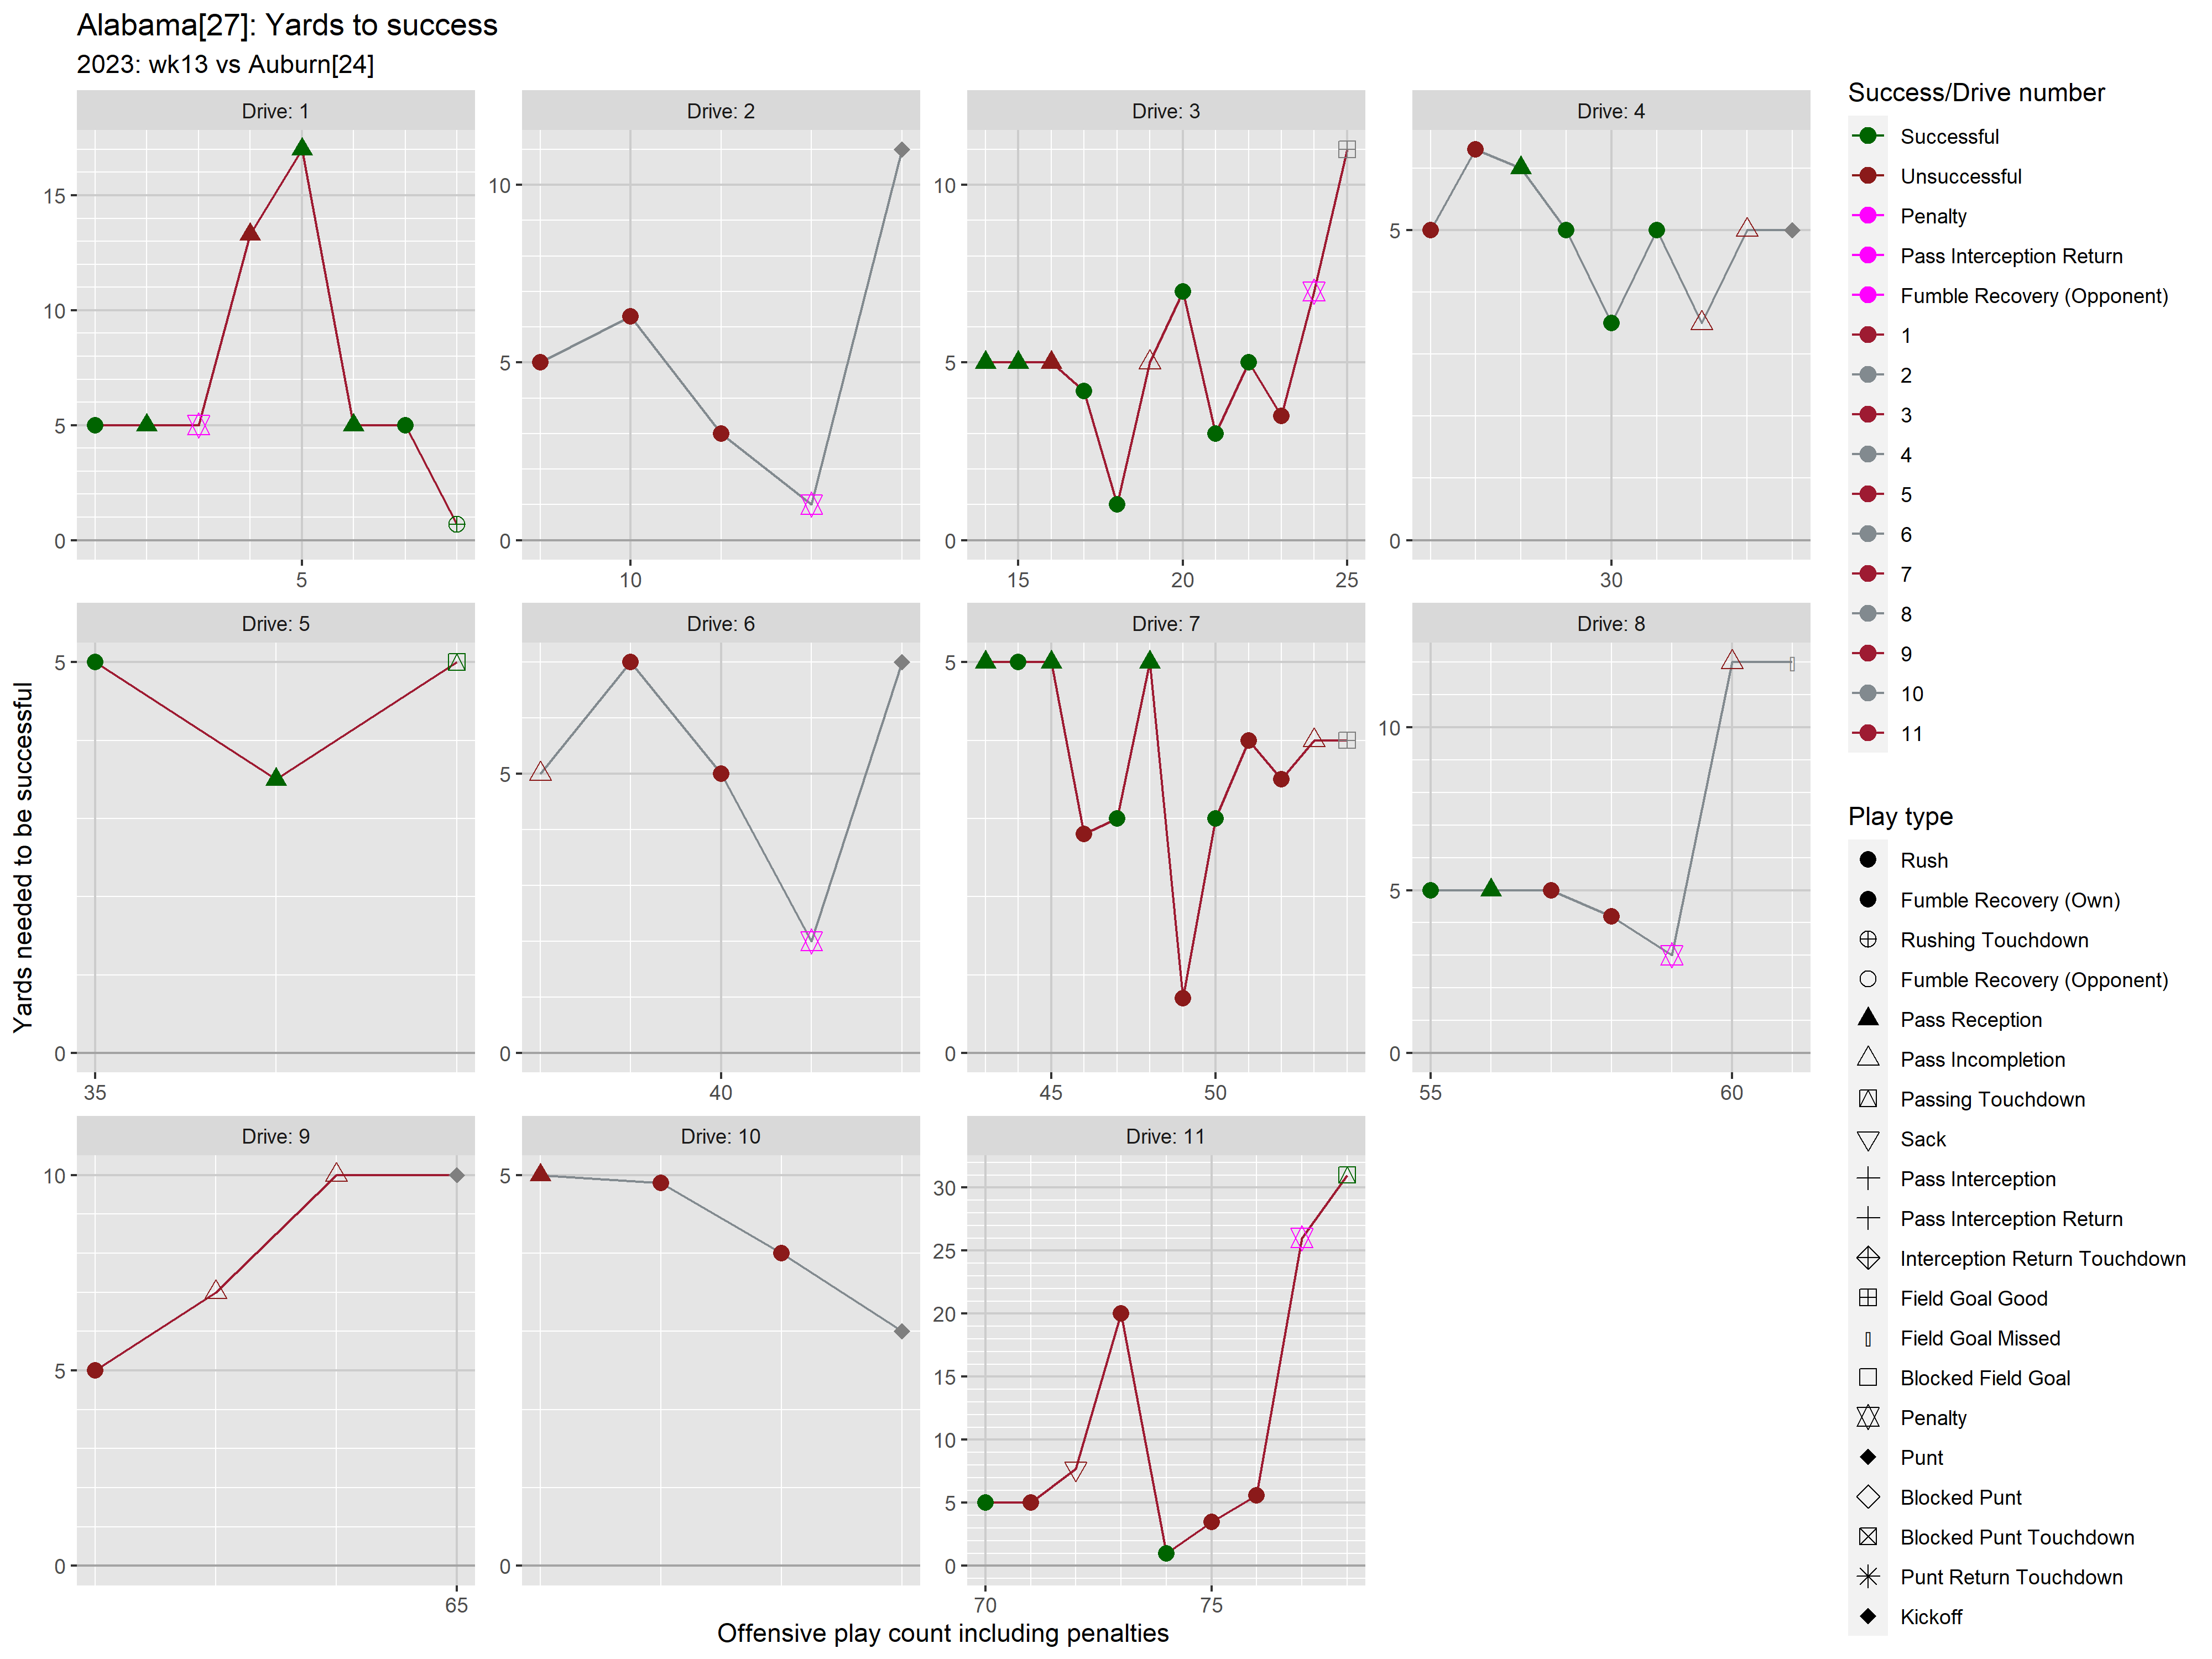 Alabama[27]: Yards to success
2023: wk13 vs Auburn[24]
Drive: 1
Drive: 2
Drive: 3
Drive: 4
15
10
5
0
5
10
5
0
10
10
5
0
15
20
25
5
0
30
Drive: 5
Drive: 6
Drive: 7
Drive: 8
5
0
35
5
0
40
5
0
45
50
10
5
0
55
60
Drive: 9
Drive: 10
Drive: 11
10
5
0
65
5
0
30
25
20
15
10
5
0
70
75
Yards needed to be successful
Offensive play count including penalties
Success/Drive number
Successful
Unsuccessful
Penalty
Pass Interception Return
Fumble Recovery (Opponent)
1
2
3
4
5
6
7
8
9
10
11
Play type
Rush
Fumble Recovery (Own)
Rushing Touchdown
Fumble Recovery (Opponent)
Pass Reception
Pass Incompletion
Passing Touchdown
Sack
Pass Interception
Pass Interception Return
Interception Return Touchdown
Field Goal Good
Field Goal Missed
Blocked Field Goal
Penalty
Punt
Blocked Punt
Blocked Punt Touchdown
Punt Return Touchdown
Kickoff